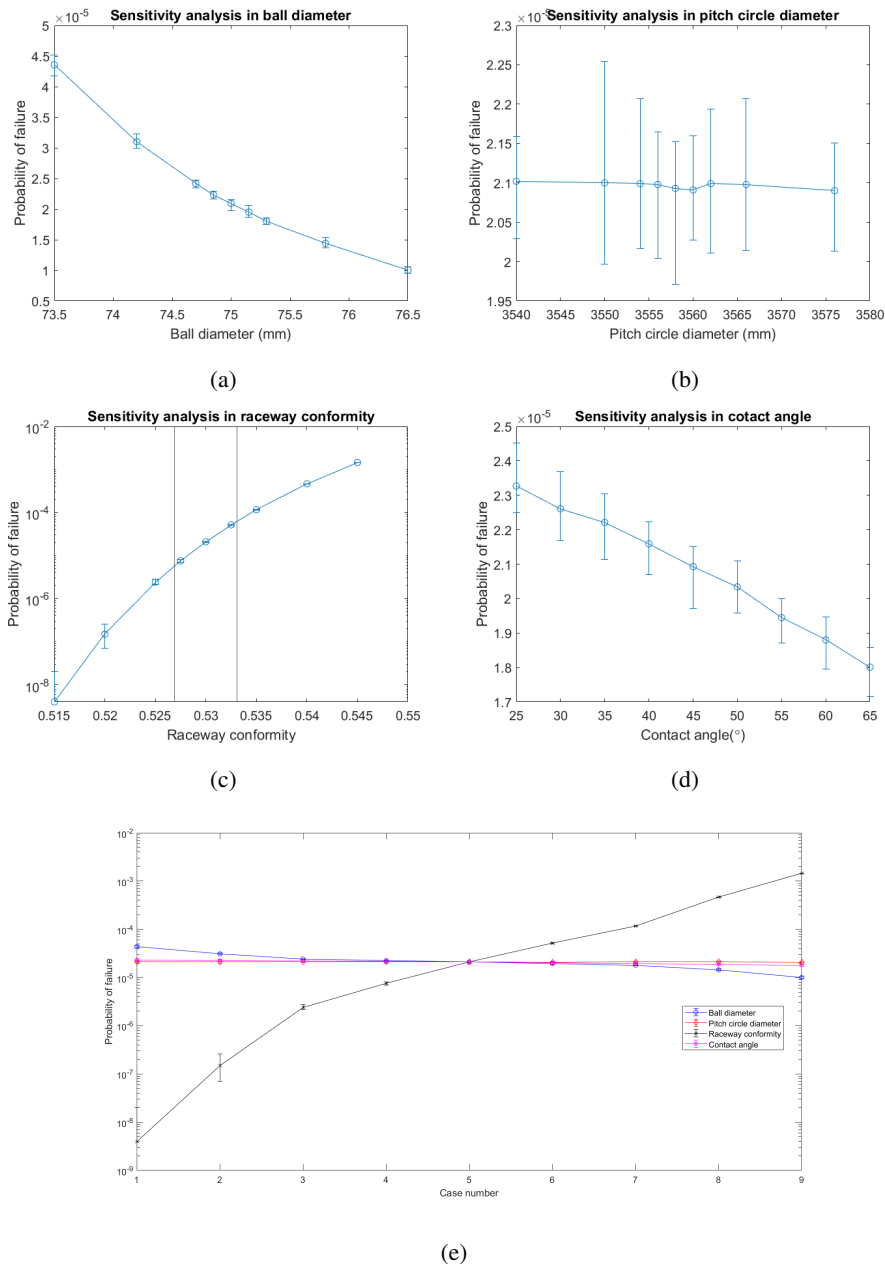 Sensitivity analysis in ball diameter
×10^-5
5
4.5
4
3.5
3
2.5
2
1.5
1
0.5
Probability of failure
73.5 74 74.5 75 75.5 76 76.5
Ball diameter (mm)
(a)
Sensitivity analysis in pitch circle diameter
×10^-5
2.3
2.25
2.2
2.15
2.1
2.05
2
1.95
Probability of failure
3540 3545 3550 3555 3560 3565 3570 3575 3580
Pitch circle diameter (mm)
(b)
Sensitivity analysis in raceway conformity
10^-2
10^-4
10^-6
10^-8
Probability of failure
0.515 0.52 0.525 0.53 0.535 0.54 0.545 0.55
Raceway conformity
(c)
Sensitivity analysis in cotact angle
×10^-5
2.5
2.4
2.3
2.2
2.1
2
1.9
1.8
1.7
Probability of failure
25 30 35 40 45 50 55 60 65
Contact angle(°)
(d)
10^-2
10^-3
10^-4
10^-5
10^-6
10^-7
10^-8
10^-9
Probability of failure
Ball diameter
Pitch circle diameter
Raceway conformity
Contact angle
1 2 3 4 5 6 7 8 9
Case number
(e)